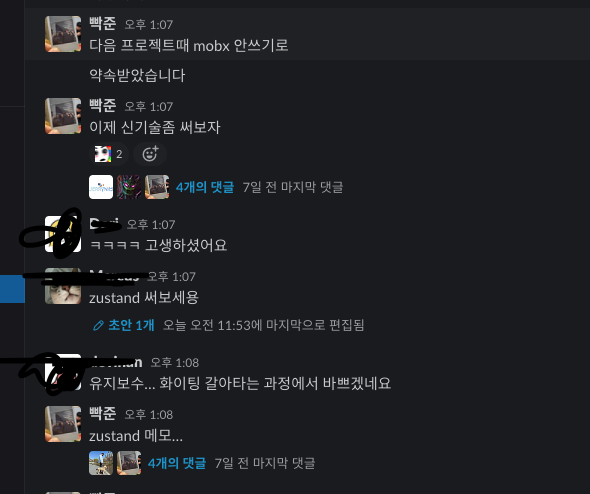 빡준 오후 1:07
다음 프로젝트때 mobx 안쓰기로
약속받았습니다
빡준 오후 1:07
이제 신기술좀 써보자
2
4개의 댓글 7일 전 마지막 댓글
오후 1:07
ㅋㅋㅋㅋ 고생하셨어요
오후 1:07
zustand 써보세용
초안 1개 오늘 오전 11:53에 마지막으로 편집됨
오후 1:08
유지보수... 화이팅 갈아타는 과정에서 바쁘겠네요
빡준 오후 1:08
zustand 메모...
4개의 댓글 7일 전 마지막 댓글